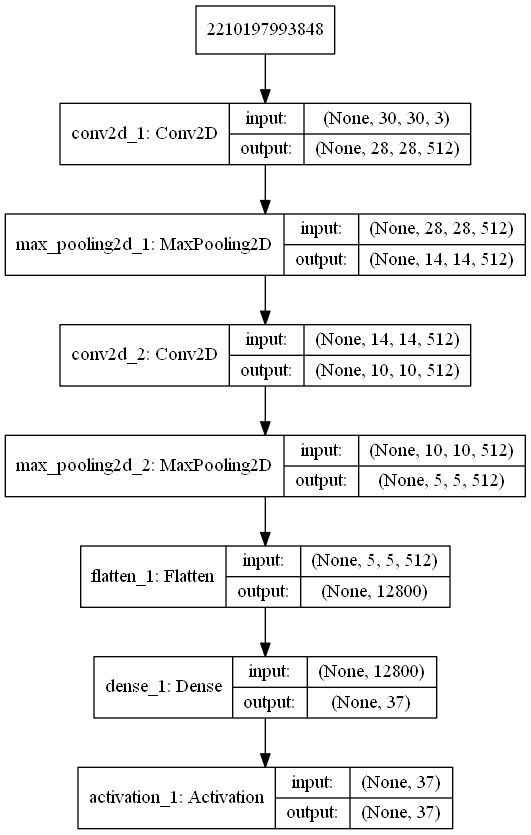 2210197993848
conv2d_1: Conv2D
input: (None, 30, 30, 3)
output: (None, 28, 28, 512)
max_pooling2d_1: MaxPooling2D
input: (None, 28, 28, 512)
output: (None, 14, 14, 512)
conv2d_2: Conv2D
input: (None, 14, 14, 512)
output: (None, 10, 10, 512)
max_pooling2d_2: MaxPooling2D
input: (None, 10, 10, 512)
output: (None, 5, 5, 512)
flatten_1: Flatten
input: (None, 5, 5, 512)
output: (None, 12800)
dense_1: Dense
input: (None, 12800)
output: (None, 37)
activation_1: Activation
input: (None, 37)
output: (None, 37)